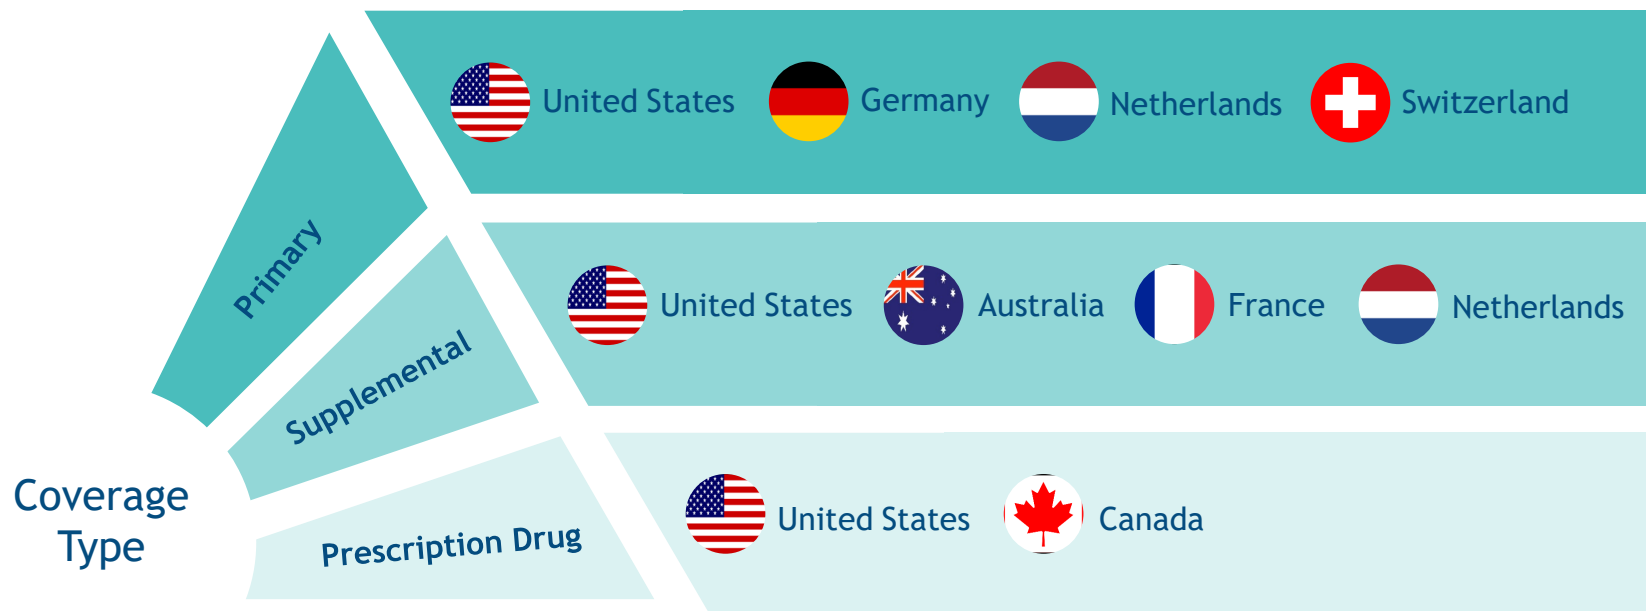 Primary
United States Germany Netherlands Switzerland
Supplemental
United States Australia France Netherlands
Coverage
Type
Prescription Drug
United States Canada